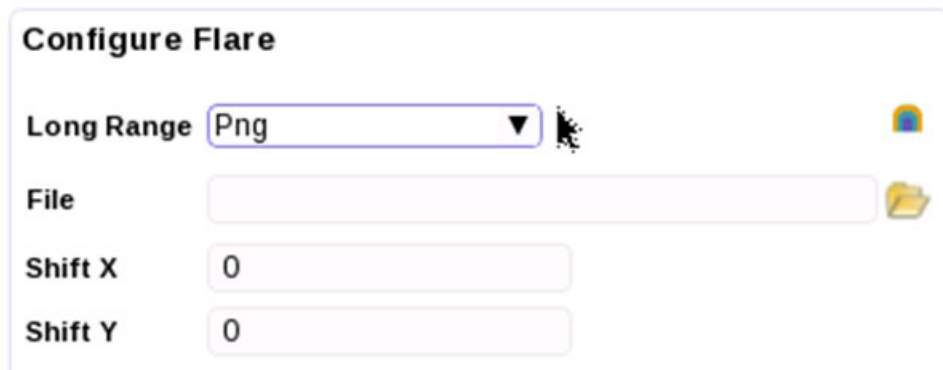 Configure Flare
Long Range Png ▼
File
Shift X 0
Shift Y 0